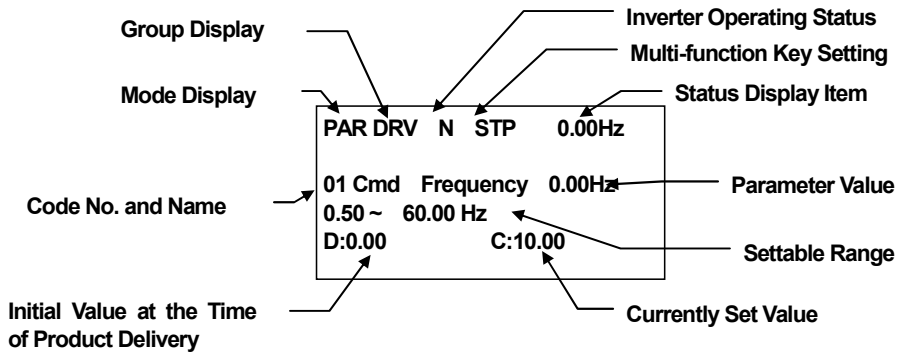 Inverter Operating Status
Group Display
Multi-function Key Setting
Mode Display
Status Display Item
PAR DRV N STP 0.00Hz
01 Cmd Frequency 0.00Hz
Parameter Value
Code No. and Name
0.50 ~ 60.00 Hz
D:0.00 C:10.00
Settable Range
Initial Value at the Time
of Product Delivery
Currently Set Value